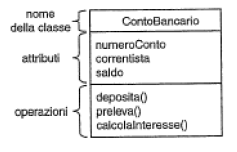 nome
della classe
ContoBancario
attributi
numeroConto
correntista
saldo
operazioni
deposita()
preleva()
calcolaInteresse()